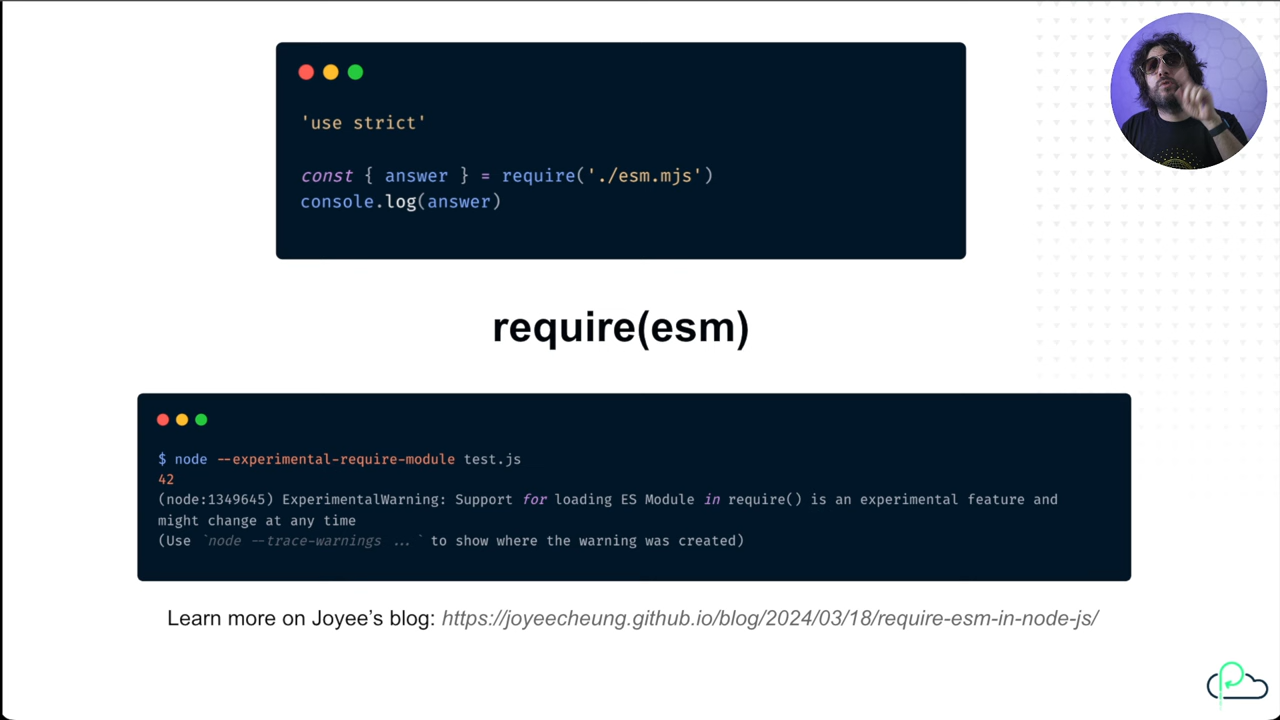 'use strict'
const { answer } = require('./esm.mjs')
console.log(answer)
require(esm)
$ node --experimental-require-module test.js
42
(node:1349645) ExperimentalWarning: Support for loading ES Module in require() is an experimental feature and
might change at any time
(Use `node --trace-warnings ...` to show where the warning was created)
Learn more on Joyee’s blog: https://joyeecheung.github.io/blog/2024/03/18/require-esm-in-node-js/